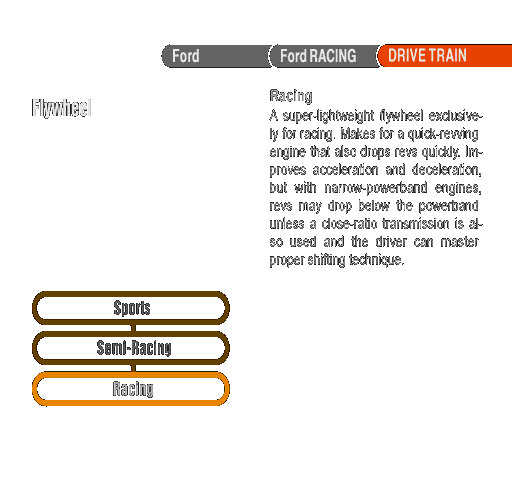 Ford Ford RACING DRIVE TRAIN
Flywheel
Racing
A super-lightweight flywheel exclusive-
ly for racing. Makes for a quick-revving
engine that also drops revs quickly. Im-
proves acceleration and deceleration,
but with narrow-powerband engines,
revs may drop below the powerband
unless a close-ratio transmission is al-
so used and the driver can master
proper shifting technique.
Sports
Semi-Racing
Racing